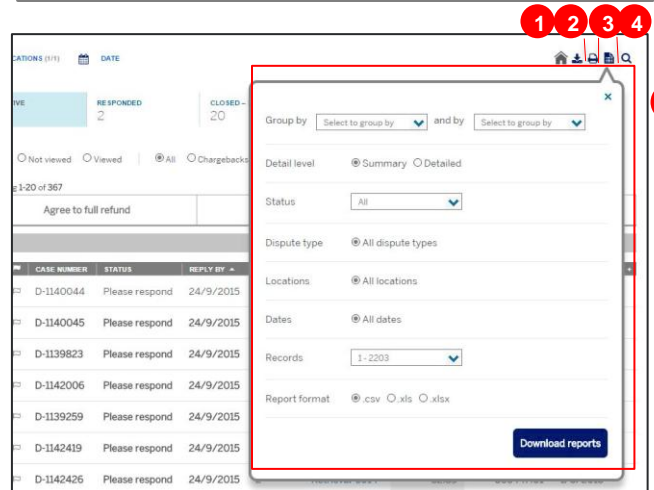 1 2 3 4
CATIONS (1/1) DATE
IVE
RESPONDED
2
CLOSED –
20
Not viewed Viewed All Chargebacks
g 1-20 of 367
Agree to full refund
CASE NUMBER STATUS REPLY BY
D-1140044 Please respond 24/9/2015
D-1140045 Please respond 24/9/2015
D-1139823 Please respond 24/9/2015
D-1142006 Please respond 24/9/2015
D-1139259 Please respond 24/9/2015
D-1142419 Please respond 24/9/2015
D-1142426 Please respond 24/9/2015
Group by Select to group by and by Select to group by
Detail level Summary Detailed
Status All
Dispute type All dispute types
Locations All locations
Dates All dates
Records 1-2203
Report format .csv .xls .xlsx
Download reports